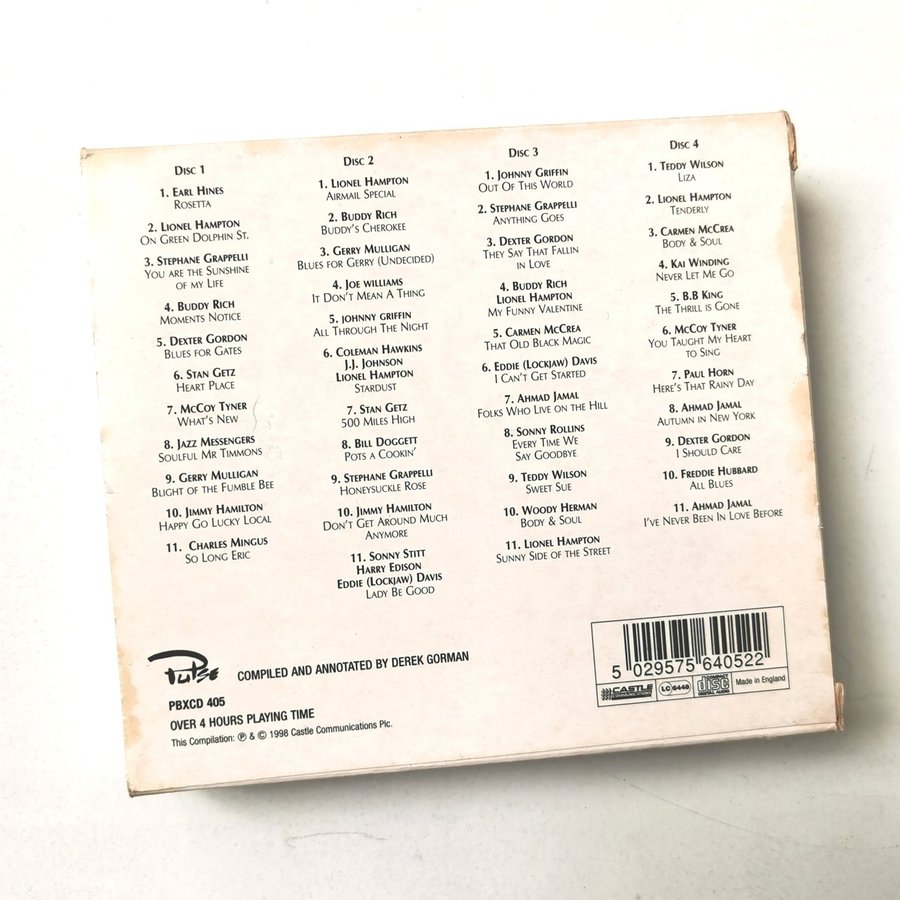 Disc 1
1. Earl Hines
Rosetta
2. Lionel Hampton
On Green Dolphin St.
3. Stephane Grappelli
You are the Sunshine
of my Life
4. Buddy Rich
Moments Notice
5. Dexter Gordon
Blues for Gates
6. Stan Getz
Heart Place
7. McCoy Tyner
What's New
8. Jazz Messengers
Soulful Mr Timmons
9. Gerry Mulligan
Blight of the Fumble Bee
10. Jimmy Hamilton
Happy Go Lucky Local
11. Charles Mingus
So Long Eric
Disc 2
1. Lionel Hampton
Airmail Special
2. Buddy Rich
Buddy's Cherokee
3. Gerry Mulligan
Blues for Gerry (Undecided)
4. Joe Williams
It Don't Mean A Thing
5. Johnny Griffin
All Through The Night
6. Coleman Hawkins
J.J. Johnson
Lionel Hampton
Stardust
7. Stan Getz
500 Miles High
8. Bill Doggett
Pots a Cookin'
9. Stephane Grappelli
Honeysuckle Rose
10. Jimmy Hamilton
Don't Get Around Much
Anymore
11. Sonny Stitt
Harry Edison
Eddie (Lockjaw) Davis
Lady Be Good
Disc 3
1. Johnny Griffin
Out Of This World
2. Stephane Grappelli
Anything Goes
3. Dexter Gordon
They Say That Fallin
in Love
4. Buddy Rich
Lionel Hampton
My Funny Valentine
5. Carmen McCrea
That Old Black Magic
6. Eddie (Lockjaw) Davis
I Can't Get Started
7. Ahmad Jamal
Folks Who Live on the Hill
8. Sonny Rollins
Every Time We
Say Goodbye
9. Teddy Wilson
Sweet Sue
10. Woody Herman
Body & Soul
11. Lionel Hampton
Sunny Side of the Street
Disc 4
1. Teddy Wilson
Liza
2. Lionel Hampton
Tenderly
3. Carmen McCrea
Body & Soul
4. Kai Winding
Never Let Me Go
5. B.B King
The Thrill is Gone
6. McCoy Tyner
You Taught My Heart
to Sing
7. Paul Horn
Here's That Rainy Day
8. Ahmad Jamal
Autumn in New York
9. Dexter Gordon
I Should Care
10. Freddie Hubbard
All Blues
11. Ahmad Jamal
I've Never Been In Love Before
Pulse
COMPILED AND ANNOTATED BY DEREK GORMAN
PBXCD 405
OVER 4 HOURS PLAYING TIME
This Compilation: ℗ & © 1998 Castle Communications Plc.
5 029575 640522
CASTLE COMMUNICATIONS
LC 6448
COMPACT disc DIGITAL AUDIO
Made in England